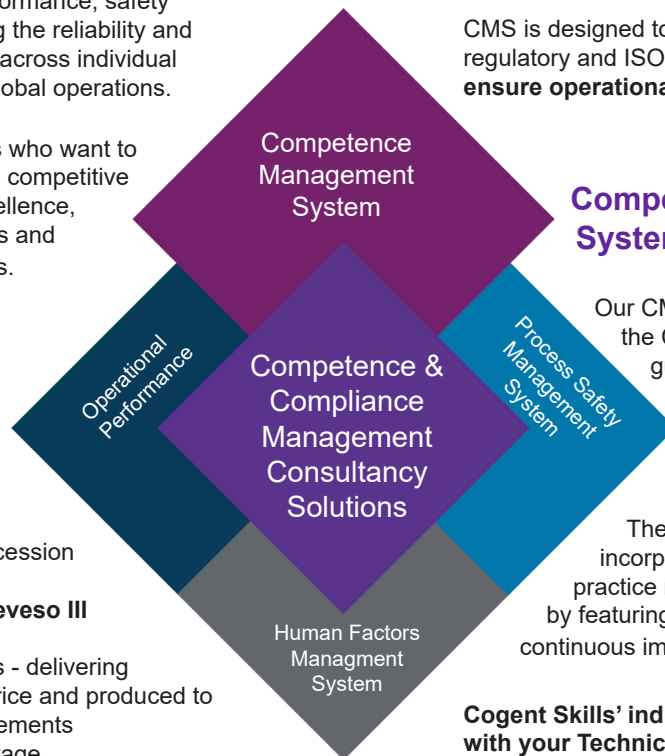 ormance, safety
g the reliability and
across individual
obal operations.
s who want to
competitive
ellence,
s and
s.
cession
eveso III
s - delivering
rice and produced to
ements
Competence
Management
System
Operational
Performance
Competence &
Compliance
Management
Consultancy
Solutions
Process Safety
Management
System
Human Factors
Managment
System
CMS is designed to
regulatory and ISO
ensure operationa
Compe
System
Our CM
the C
g
The
incorp
practice
by featuring
continuous im
Cogent Skills’ ind
with your Technic